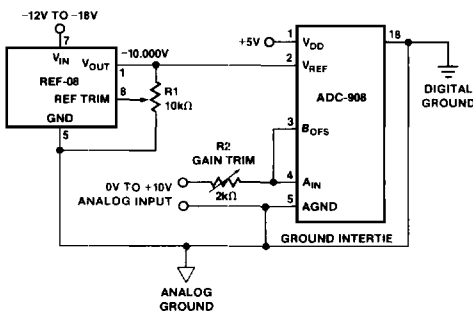 -12V TO -18V
7
VIN
VOUT
-10.000V
1
REF-08
REF TRIM
8
R1
10kΩ
GND
5
+5V
1
VDD
18
2
VREF
ADC-908
DIGITAL
GROUND
3
BOFS
R2
GAIN TRIM
0V TO +10V
ANALOG INPUT
2kΩ
4
AIN
5
AGND
GROUND INTERTIE
ANALOG
GROUND